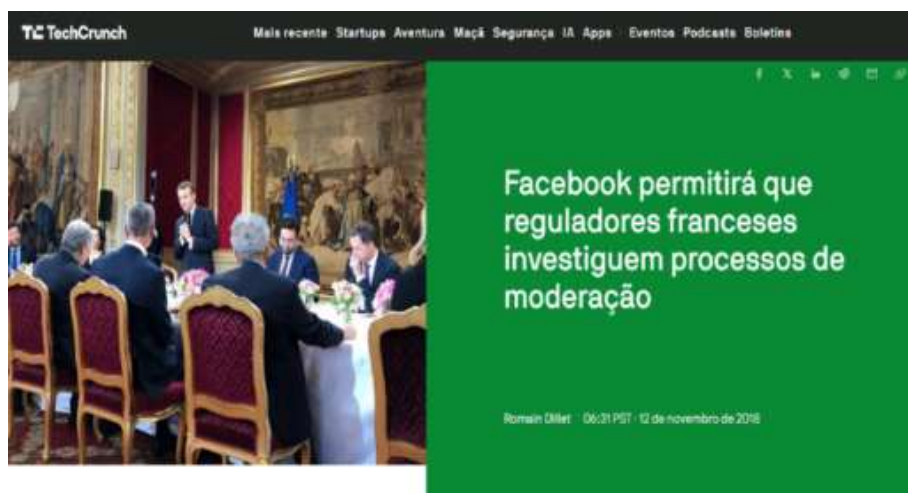 TC TechCrunch
Mais recente Startups Aventura Maçã Segurança IA Apps Eventos Podcasts Boletins
Facebook permitirá que
reguladores franceses
investiguem processos de
moderação
Romain Dillet 06:31 PST · 12 de novembro de 2018